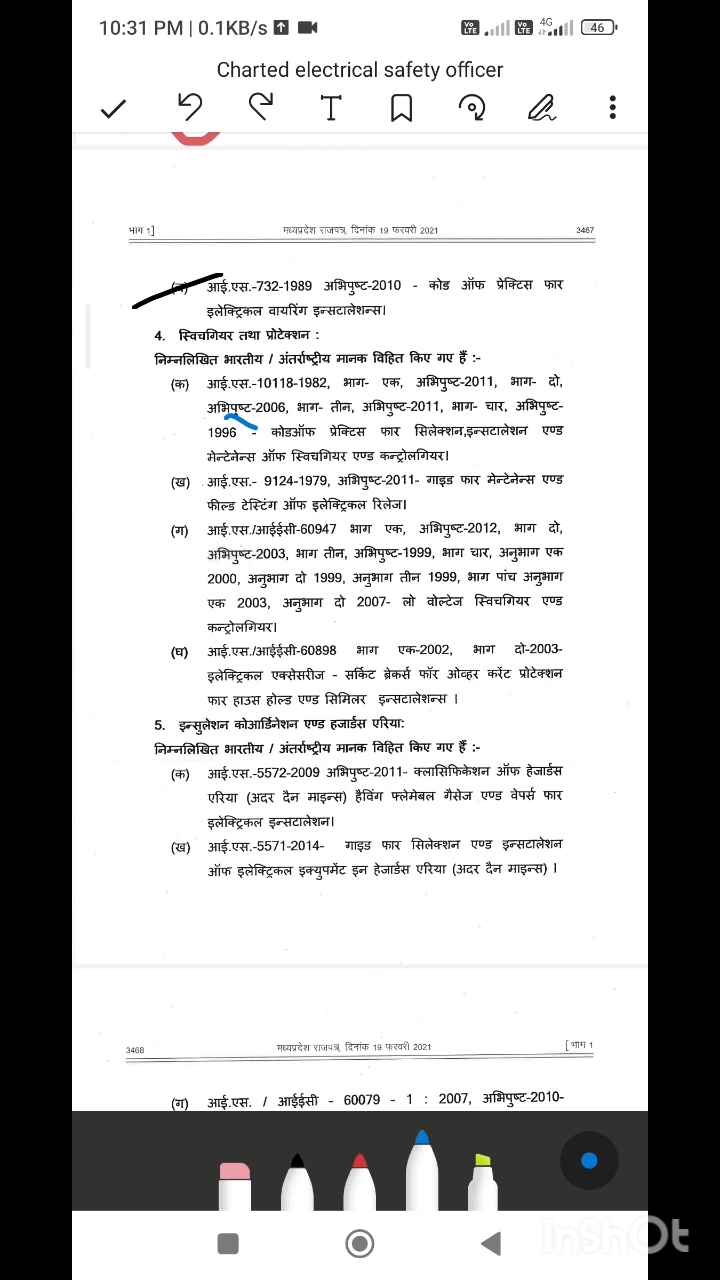 10:31 PM | 0.1KB/s
Vo LTE Vo LTE 4G 46
Charted electrical safety officer
T
भाग 1]
मध्यप्रदेश राजपत्र, दिनांक 19 फरवरी 2021
3467
आई.एस.-732-1989 अभिपुष्ट-2010 - कोड ऑफ प्रेक्टिस फार
इलेक्ट्रिकल वायरिंग इन्सटालेशन्स।
4. स्विचगियर तथा प्रोटेक्शन :
निम्नलिखित भारतीय / अंतर्राष्ट्रीय मानक विहित किए गए हैं :-
(क) आई.एस.-10118-1982, भाग- एक, अभिपुष्ट-2011, भाग- दो,
अभिपुष्ट-2006, भाग- तीन, अभिपुष्ट-2011, भाग- चार, अभिपुष्ट-
1996 - कोडऑफ प्रेक्टिस फार सिलेक्शन,इन्सटालेशन एण्ड
मेन्टेनेन्स ऑफ स्विचगियर एण्ड कन्ट्रोलगियर।
(ख) आई.एस.- 9124-1979, अभिपुष्ट-2011- गाइड फार मेन्टेनेन्स एण्ड
फील्ड टेस्टिंग ऑफ इलेक्ट्रिकल रिलेज।
(ग) आई.एस./आईईसी-60947 भाग एक, अभिपुष्ट-2012, भाग दो,
अभिपुष्ट-2003, भाग तीन, अभिपुष्ट-1999, भाग चार, अनुभाग एक
2000, अनुभाग दो 1999, अनुभाग तीन 1999, भाग पांच अनुभाग
एक 2003, अनुभाग दो 2007- लो वोल्टेज स्विचगियर एण्ड
कन्ट्रोलगियर।
(घ) आई.एस./आईईसी-60898 भाग एक-2002, भाग दो-2003-
इलेक्ट्रिकल एक्सेसरीज - सर्किट ब्रेकर्स फॉर ओव्हर करेंट प्रोटेक्शन
फार हाउस होल्ड एण्ड सिमिलर इन्सटालेशन्स ।
5. इन्सुलेशन कोआर्डिनेशन एण्ड हजार्डस एरिया:
निम्नलिखित भारतीय / अंतर्राष्ट्रीय मानक विहित किए गए हैं :-
(क) आई.एस.-5572-2009 अभिपुष्ट-2011- क्लासिफिकेशन ऑफ हेजार्डस
एरिया (अदर दैन माइन्स) हैविंग फ्लेमेबल गैसेज एण्ड वेपर्स फार
इलेक्ट्रिकल इन्सटालेशन।
(ख) आई.एस.-5571-2014- गाइड फार सिलेक्शन एण्ड इन्सटालेशन
ऑफ इलेक्ट्रिकल इक्युपमेंट इन हेजार्डस एरिया (अदर दैन माइन्स) ।
3468
मध्यप्रदेश राजपत्र, दिनांक 19 फरवरी 2021
[ भाग 1
(ग) आई.एस. / आईईसी - 60079 - 1 : 2007, अभिपुष्ट-2010-
InShOt